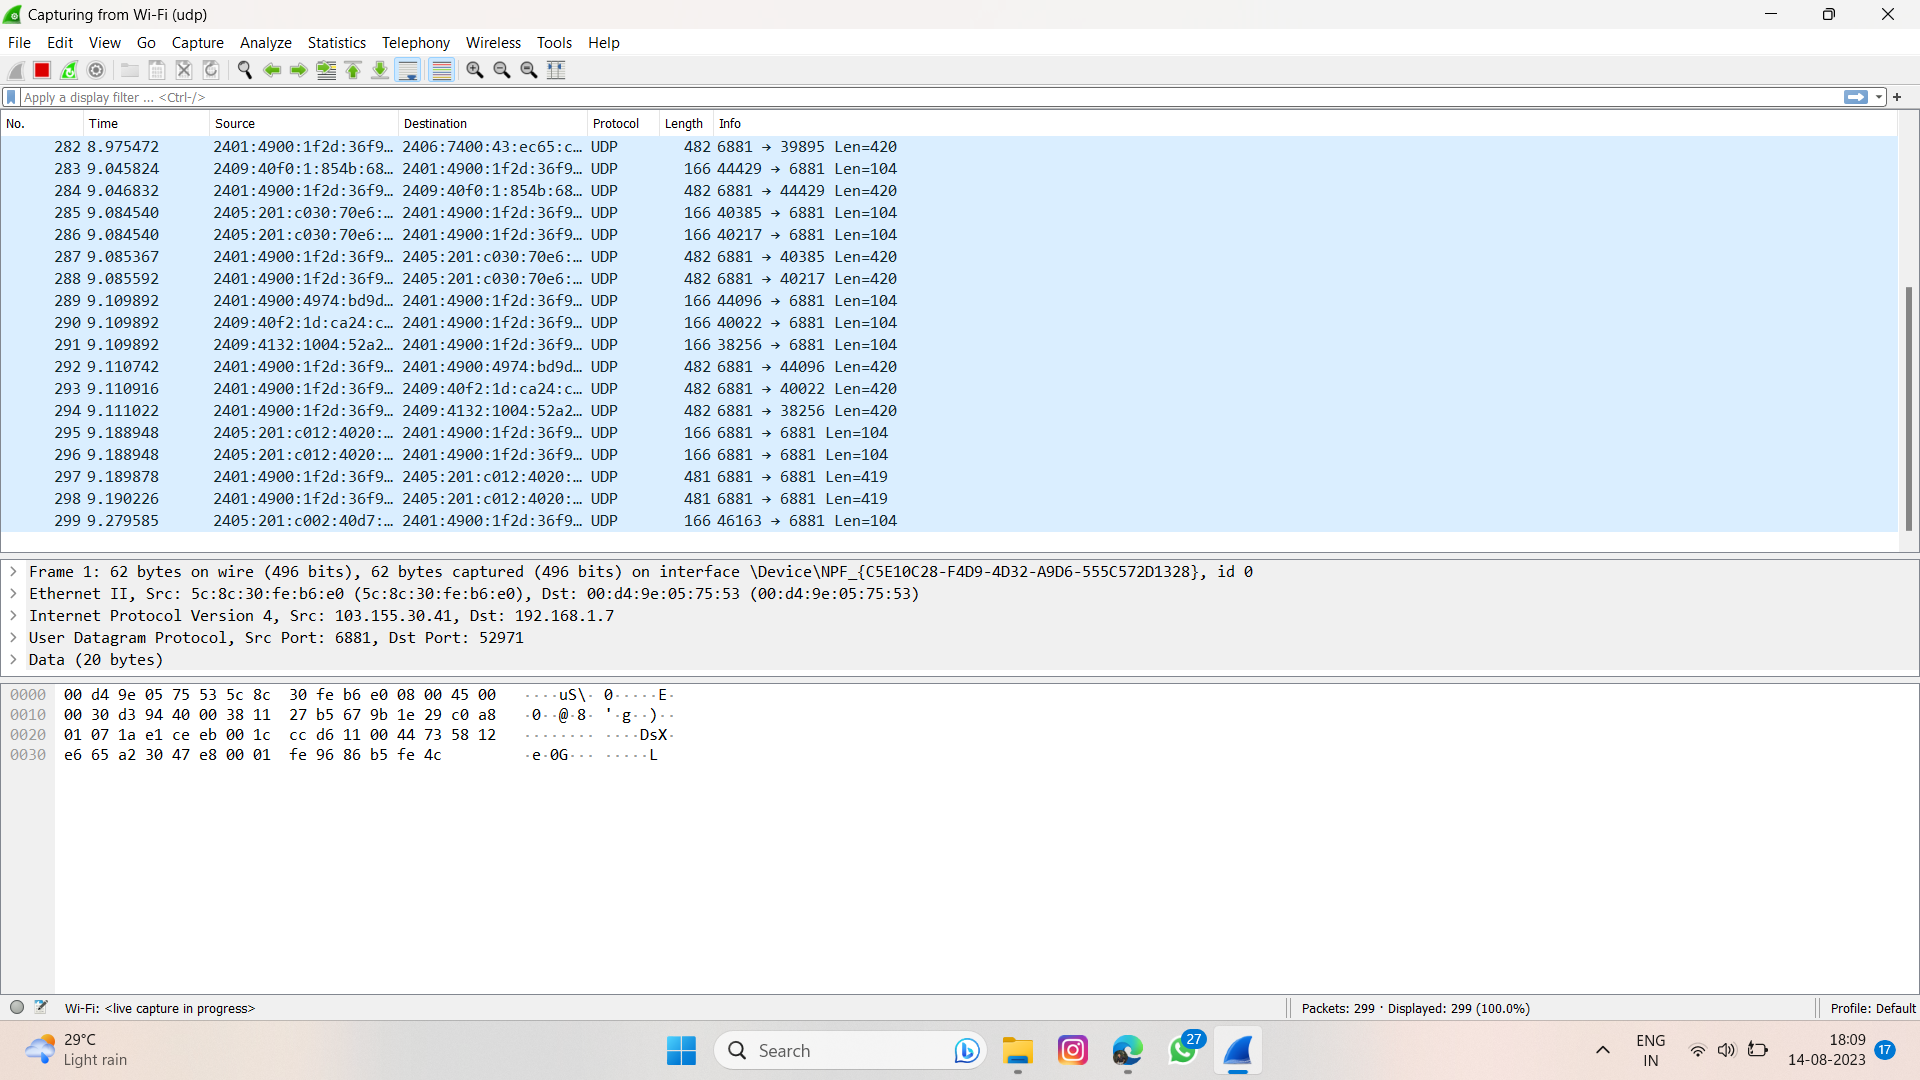 Capturing from Wi-Fi (udp)
File Edit View Go Capture Analyze Statistics Telephony Wireless Tools Help
Apply a display filter ... <Ctrl-/>
No. Time Source Destination Protocol Length Info
282 8.975472 2401:4900:1f2d:36f9… 2406:7400:43:ec65:c… UDP 482 6881 → 39895 Len=420
283 9.045824 2409:40f0:1:854b:68… 2401:4900:1f2d:36f9… UDP 166 44429 → 6881 Len=104
284 9.046832 2401:4900:1f2d:36f9… 2409:40f0:1:854b:68… UDP 482 6881 → 44429 Len=420
285 9.084540 2405:201:c030:70e6:… 2401:4900:1f2d:36f9… UDP 166 40385 → 6881 Len=104
286 9.084540 2405:201:c030:70e6:… 2401:4900:1f2d:36f9… UDP 166 40217 → 6881 Len=104
287 9.085367 2401:4900:1f2d:36f9… 2405:201:c030:70e6:… UDP 482 6881 → 40385 Len=420
288 9.085592 2401:4900:1f2d:36f9… 2405:201:c030:70e6:… UDP 482 6881 → 40217 Len=420
289 9.109892 2401:4900:4974:bd9d… 2401:4900:1f2d:36f9… UDP 166 44096 → 6881 Len=104
290 9.109892 2409:40f2:1d:ca24:c… 2401:4900:1f2d:36f9… UDP 166 40022 → 6881 Len=104
291 9.109892 2409:4132:1004:52a2… 2401:4900:1f2d:36f9… UDP 166 38256 → 6881 Len=104
292 9.110742 2401:4900:1f2d:36f9… 2401:4900:4974:bd9d… UDP 482 6881 → 44096 Len=420
293 9.110916 2401:4900:1f2d:36f9… 2409:40f2:1d:ca24:c… UDP 482 6881 → 40022 Len=420
294 9.111022 2401:4900:1f2d:36f9… 2409:4132:1004:52a2… UDP 482 6881 → 38256 Len=420
295 9.188948 2405:201:c012:4020:… 2401:4900:1f2d:36f9… UDP 166 6881 → 6881 Len=104
296 9.188948 2405:201:c012:4020:… 2401:4900:1f2d:36f9… UDP 166 6881 → 6881 Len=104
297 9.189878 2401:4900:1f2d:36f9… 2405:201:c012:4020:… UDP 481 6881 → 6881 Len=419
298 9.190226 2401:4900:1f2d:36f9… 2405:201:c012:4020:… UDP 481 6881 → 6881 Len=419
299 9.279585 2405:201:c002:40d7:… 2401:4900:1f2d:36f9… UDP 166 46163 → 6881 Len=104
Frame 1: 62 bytes on wire (496 bits), 62 bytes captured (496 bits) on interface \Device\NPF_{C5E10C28-F4D9-4D32-A9D6-555C572D1328}, id 0
Ethernet II, Src: 5c:8c:30:fe:b6:e0 (5c:8c:30:fe:b6:e0), Dst: 00:d4:9e:05:75:53 (00:d4:9e:05:75:53)
Internet Protocol Version 4, Src: 103.155.30.41, Dst: 192.168.1.7
User Datagram Protocol, Src Port: 6881, Dst Port: 52971
Data (20 bytes)
0000 00 d4 9e 05 75 53 5c 8c 30 fe b6 e0 08 00 45 00 ····uS\· 0·····E·
0010 00 30 d3 94 40 00 38 11 27 b5 67 9b 1e 29 c0 a8 ·0··@·8· '·g··)··
0020 01 07 1a e1 ce eb 00 1c cc d6 11 00 44 73 58 12 ········ ····DsX·
0030 e6 65 a2 30 47 e8 00 01 fe 96 86 b5 fe 4c ·e·0G··· ·····L
Wi-Fi: <live capture in progress> Packets: 299 · Displayed: 299 (100.0%) Profile: Default
29°C
Light rain
Search
27
ENG
IN
18:09
14-08-2023
17